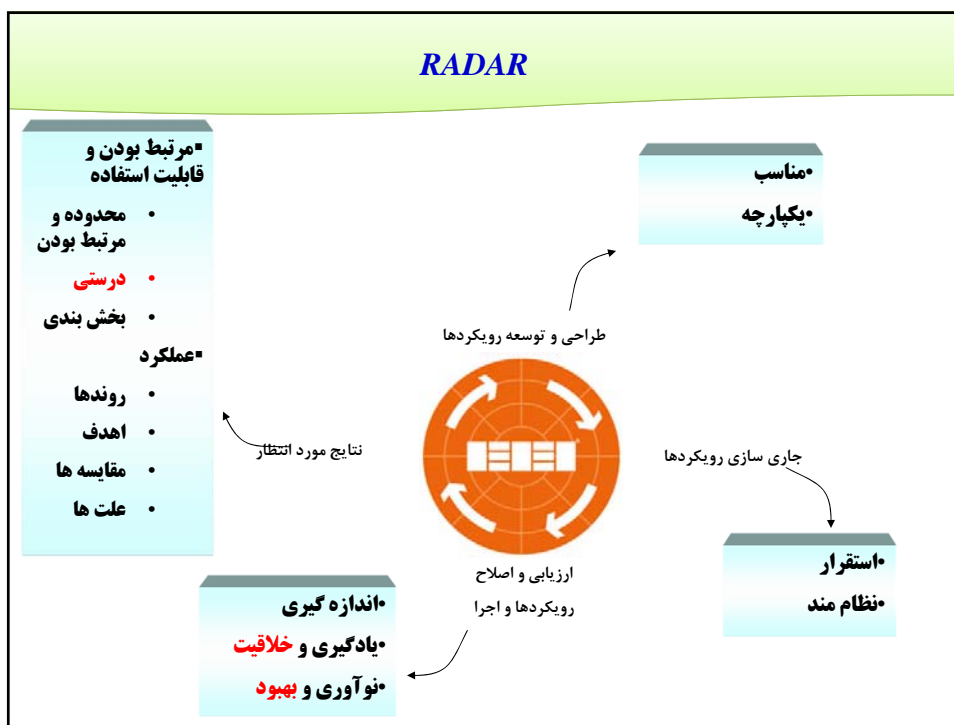 RADAR
▪مرتبط بودن و
قابلیت استفاده
• محدوده و
مرتبط بودن
• درستی
• بخش بندی
▪عملکرد
• روندها
• اهدف
• مقایسه ها
• علت ها
•مناسب
•یکپارچه
طراحی و توسعه رویکردها
نتایج مورد انتظار
جاری سازی رویکردها
•استقرار
•نظام مند
ارزیابی و اصلاح
رویکردها و اجرا
•اندازه گیری
•یادگیری و خلاقیت
•نوآوری و بهبود